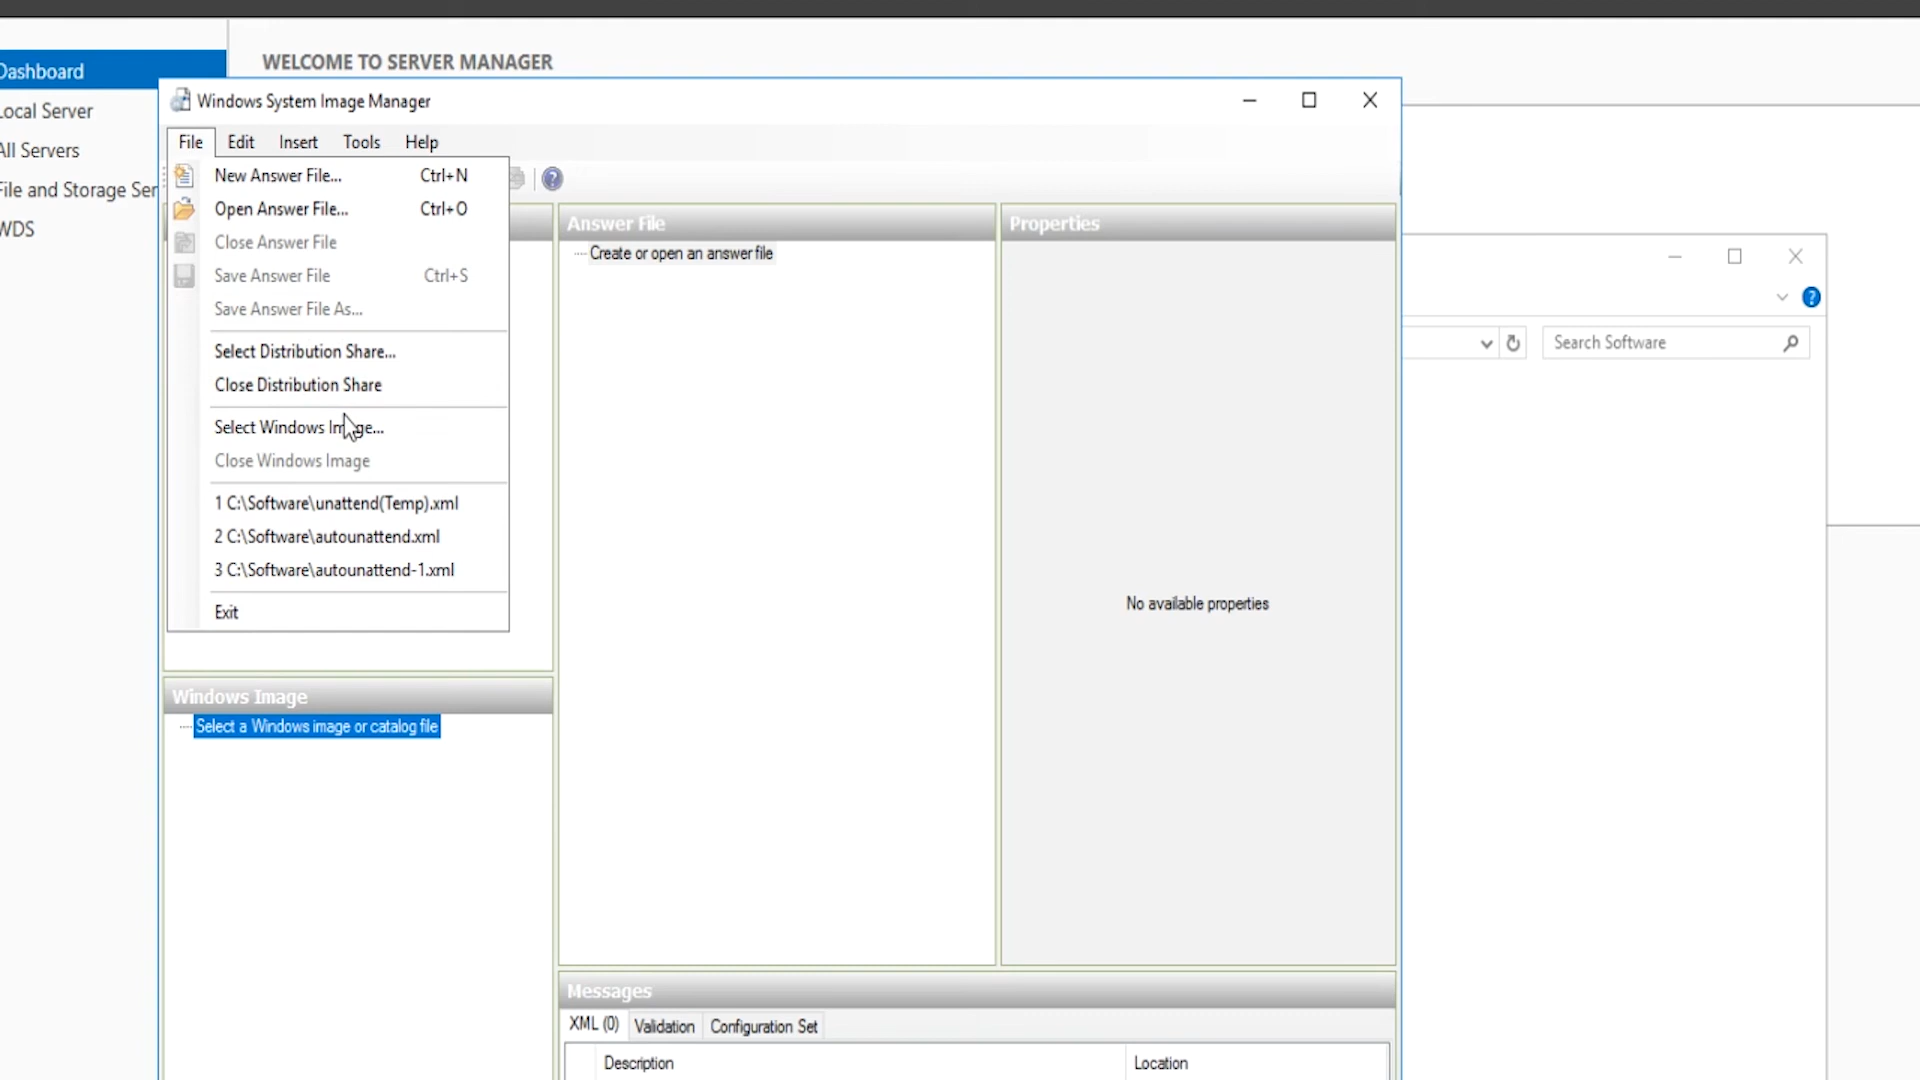 WELCOME TO SERVER MANAGER
Dashboard
Local Server
All Servers
File and Storage Ser
WDS
Windows System Image Manager
File Edit Insert Tools Help
New Answer File... Ctrl+N
Open Answer File... Ctrl+O
Close Answer File
Save Answer File Ctrl+S
Save Answer File As...
Select Distribution Share...
Close Distribution Share
Select Windows Image...
Close Windows Image
1 C:\Software\unattend(Temp).xml
2 C:\Software\autounattend.xml
3 C:\Software\autounattend-1.xml
Exit
Answer File
Create or open an answer file
Properties
No available properties
Search Software
Windows Image
Select a Windows image or catalog file
Messages
XML (0) Validation Configuration Set
Description Location